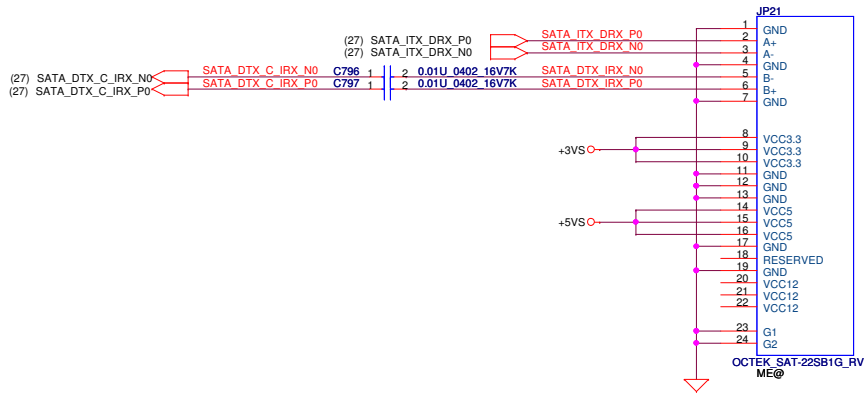 JP21
1 GND
(27) SATA_ITX_DRX_P0 SATA_ITX_DRX_P0 2 A+
(27) SATA_ITX_DRX_N0 SATA_ITX_DRX_N0 3 A-
4 GND
(27) SATA_DTX_C_IRX_N0 SATA_DTX_C_IRX_N0 C796 1 2 0.01U_0402_16V7K SATA_DTX_IRX_N0 5 B-
(27) SATA_DTX_C_IRX_P0 SATA_DTX_C_IRX_P0 C797 1 2 0.01U_0402_16V7K SATA_DTX_IRX_P0 6 B+
7 GND
8 VCC3.3
+3VS 9 VCC3.3
10 VCC3.3
11 GND
12 GND
13 GND
14 VCC5
+5VS 15 VCC5
16 VCC5
17 GND
18 RESERVED
19 GND
20 VCC12
21 VCC12
22 VCC12
23 G1
24 G2
OCTEK_SAT-22SB1G_RV
ME@